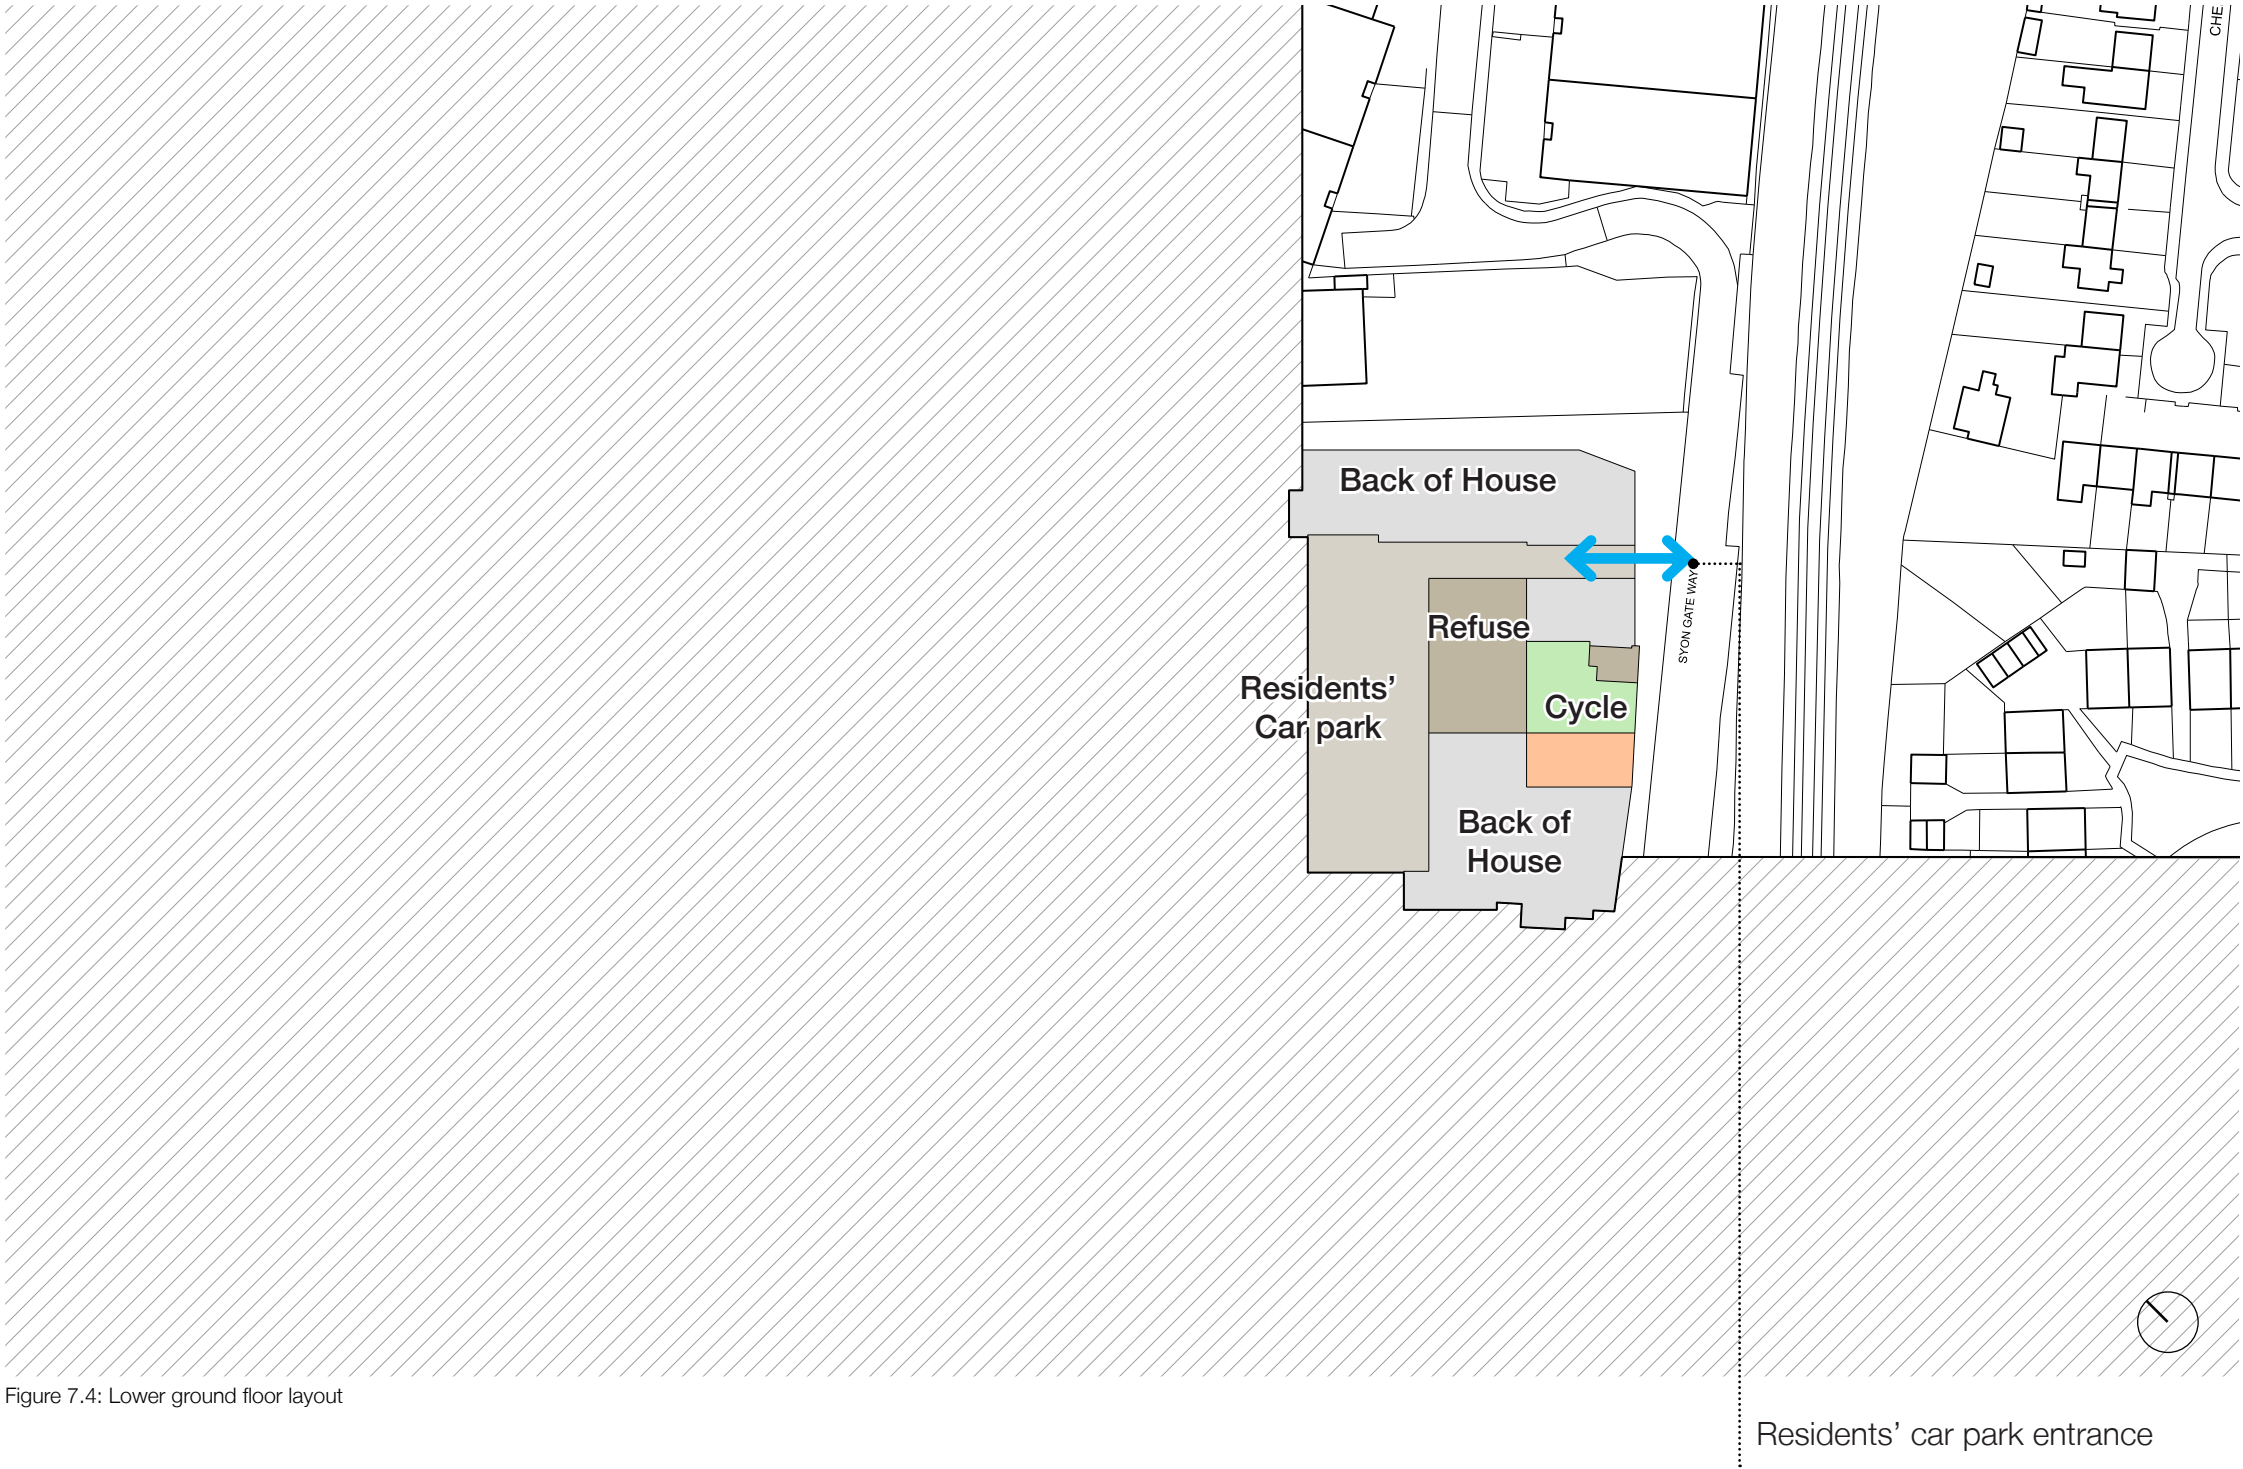 CHE
Back of House
SYON GATE WAY
Refuse
Residents’
Car park
Cycle
Back of
House
Figure 7.4: Lower ground floor layout
Residents’ car park entrance